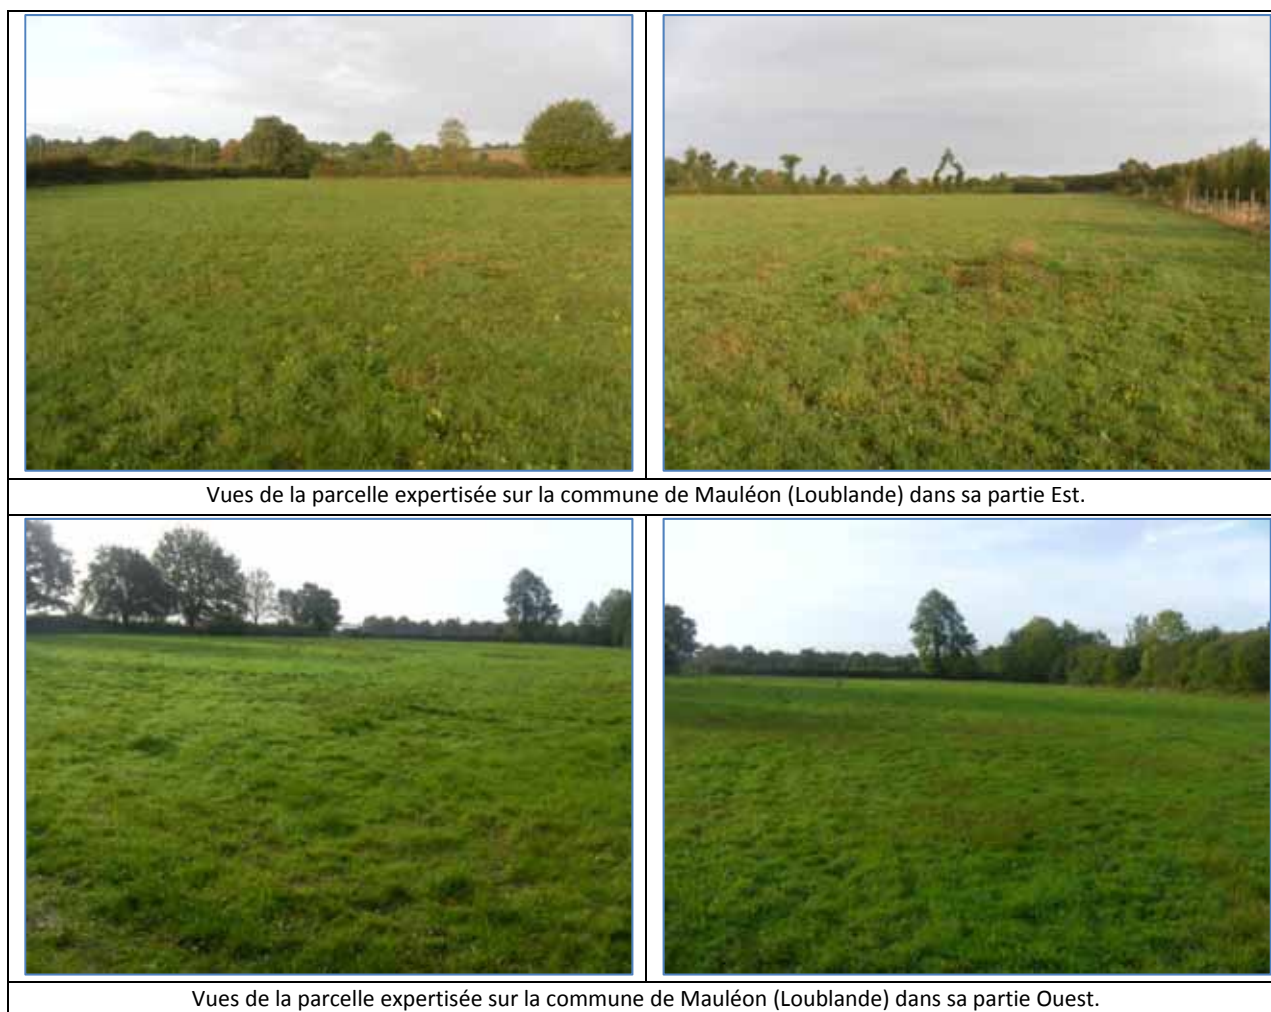 Vues de la parcelle expertisée sur la commune de Mauléon (Loublande) dans sa partie Est.
Vues de la parcelle expertisée sur la commune de Mauléon (Loublande) dans sa partie Ouest.